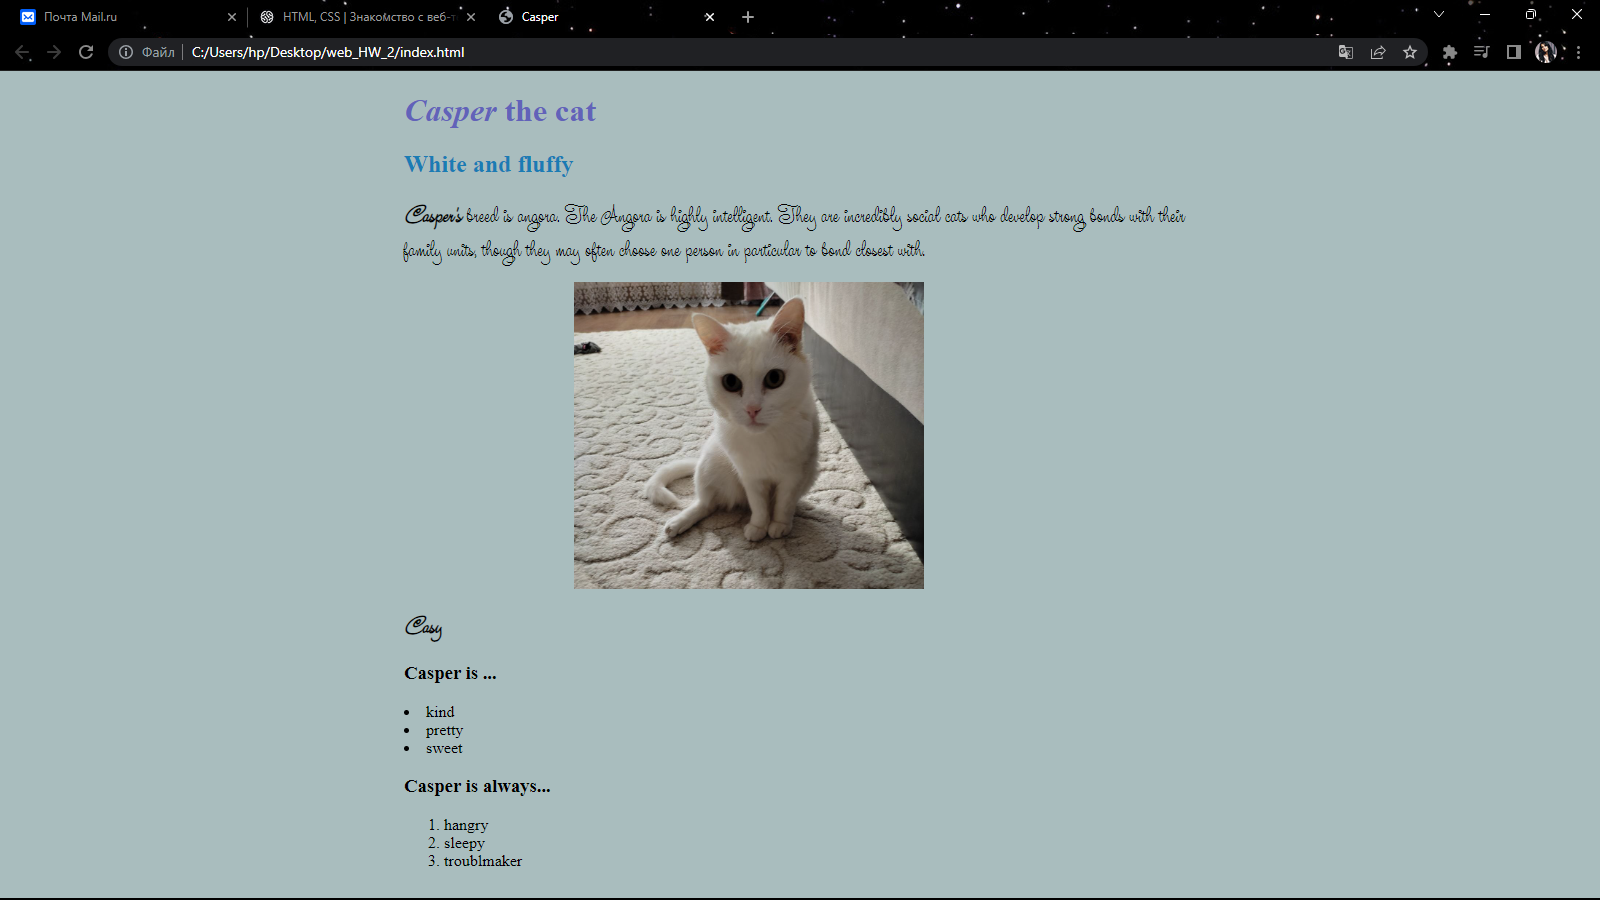 Почта Mail.ru
HTML, CSS | Знакомство с веб-т
Casper
Файл
C:/Users/hp/Desktop/web_HW_2/index.html
Casper the cat
White and fluffy
Casper's breed is angora. The Angora is highly intelligent. They are incredibly social cats who develop strong bonds with their
family units, though they may often choose one person in particular to bond closest with.
Casy
Casper is ...
• kind
• pretty
• sweet
Casper is always...
1. hangry
2. sleepy
3. troublmaker